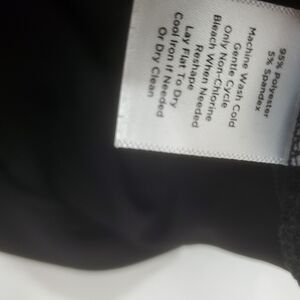 95% Polyester
5% Spandex
Machine Wash Cold
Gentle Cycle
Only Non-Chlorine
Bleach When Needed
Reshape
Lay Flat To Dry
Cool Iron If Needed
Or Dry Clean